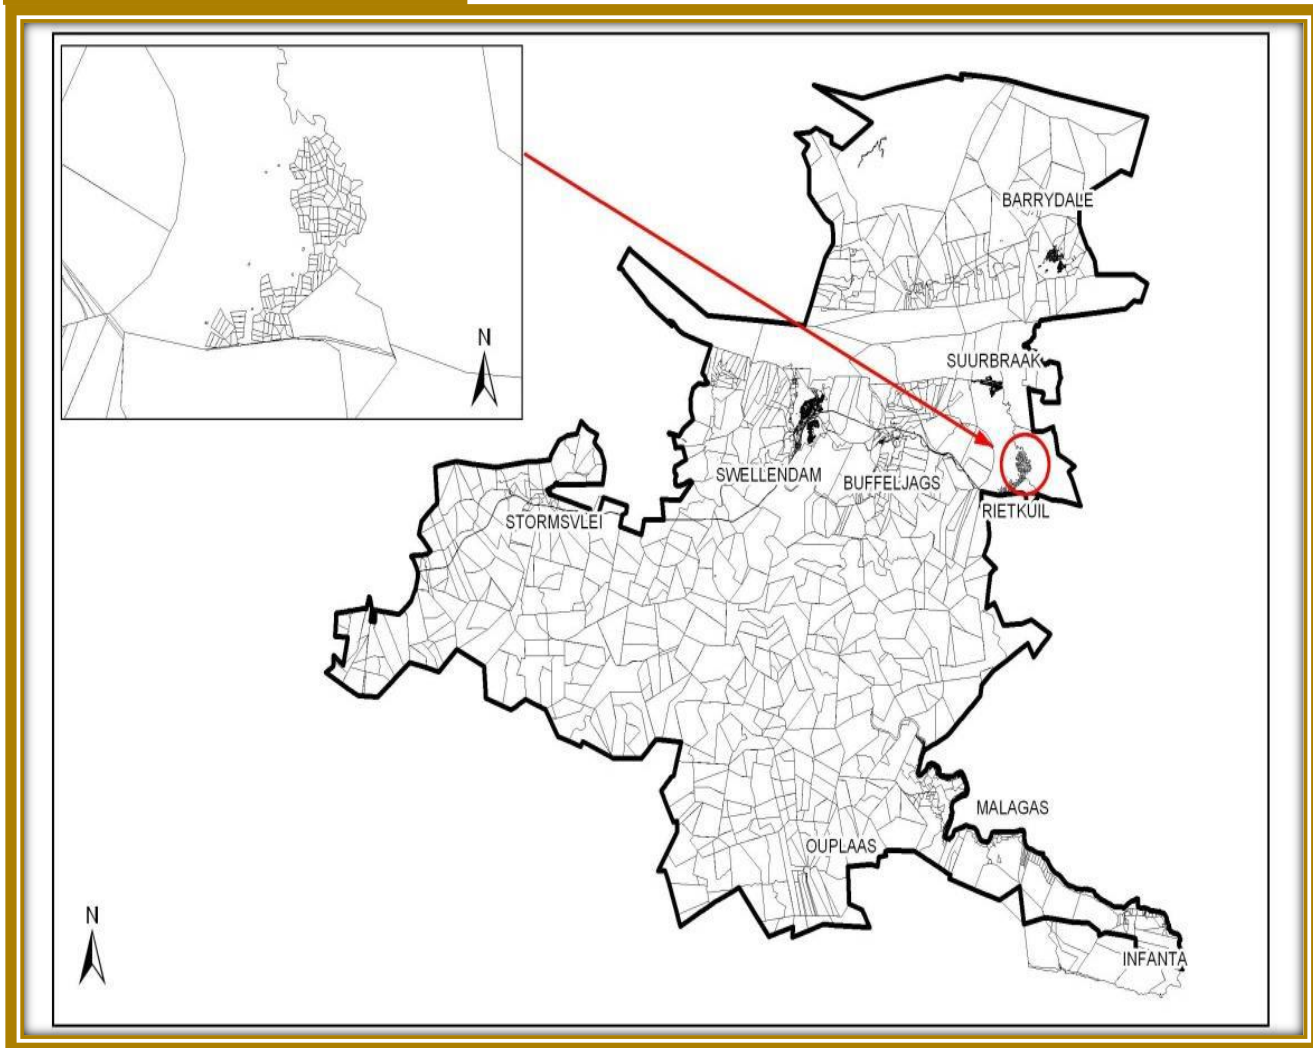 N
BARRYDALE
SUURBRAAK
SWELLENDAM
BUFFELJAGS
RIETKUIL
STORMSVLEI
MALAGAS
OUPLAAS
INFANTA
N